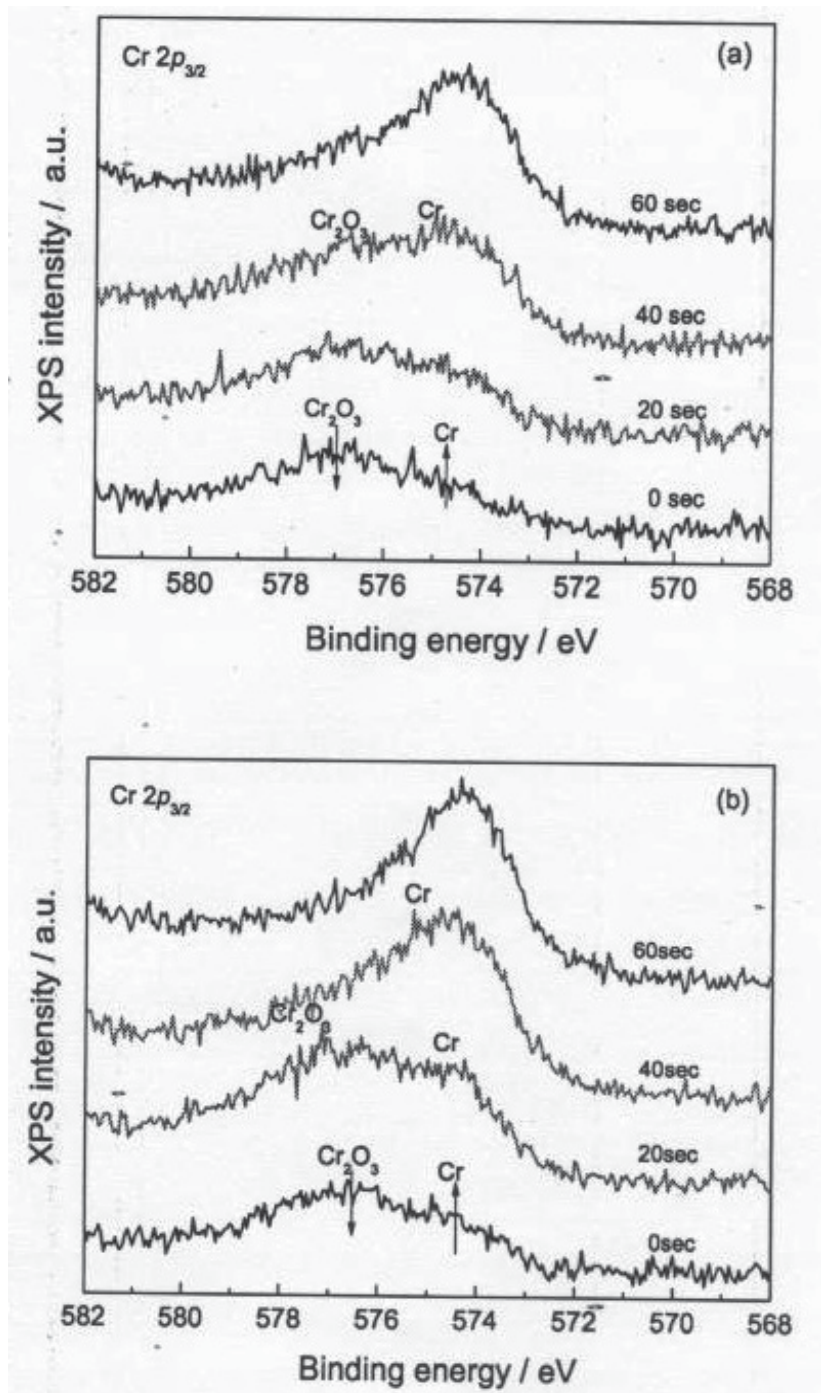 Cr 2p3/2
(a)
60 sec
Cr2O3
Cr
40 sec
20 sec
Cr2O3
Cr
0 sec
XPS intensity / a.u.
582 580 578 576 574 572 570 568
Binding energy / eV
Cr 2p3/2
(b)
60sec
Cr
40sec
Cr2O3
Cr
20sec
Cr2O3
Cr
0sec
XPS intensity / a.u.
582 580 578 576 574 572 570 568
Binding energy / eV